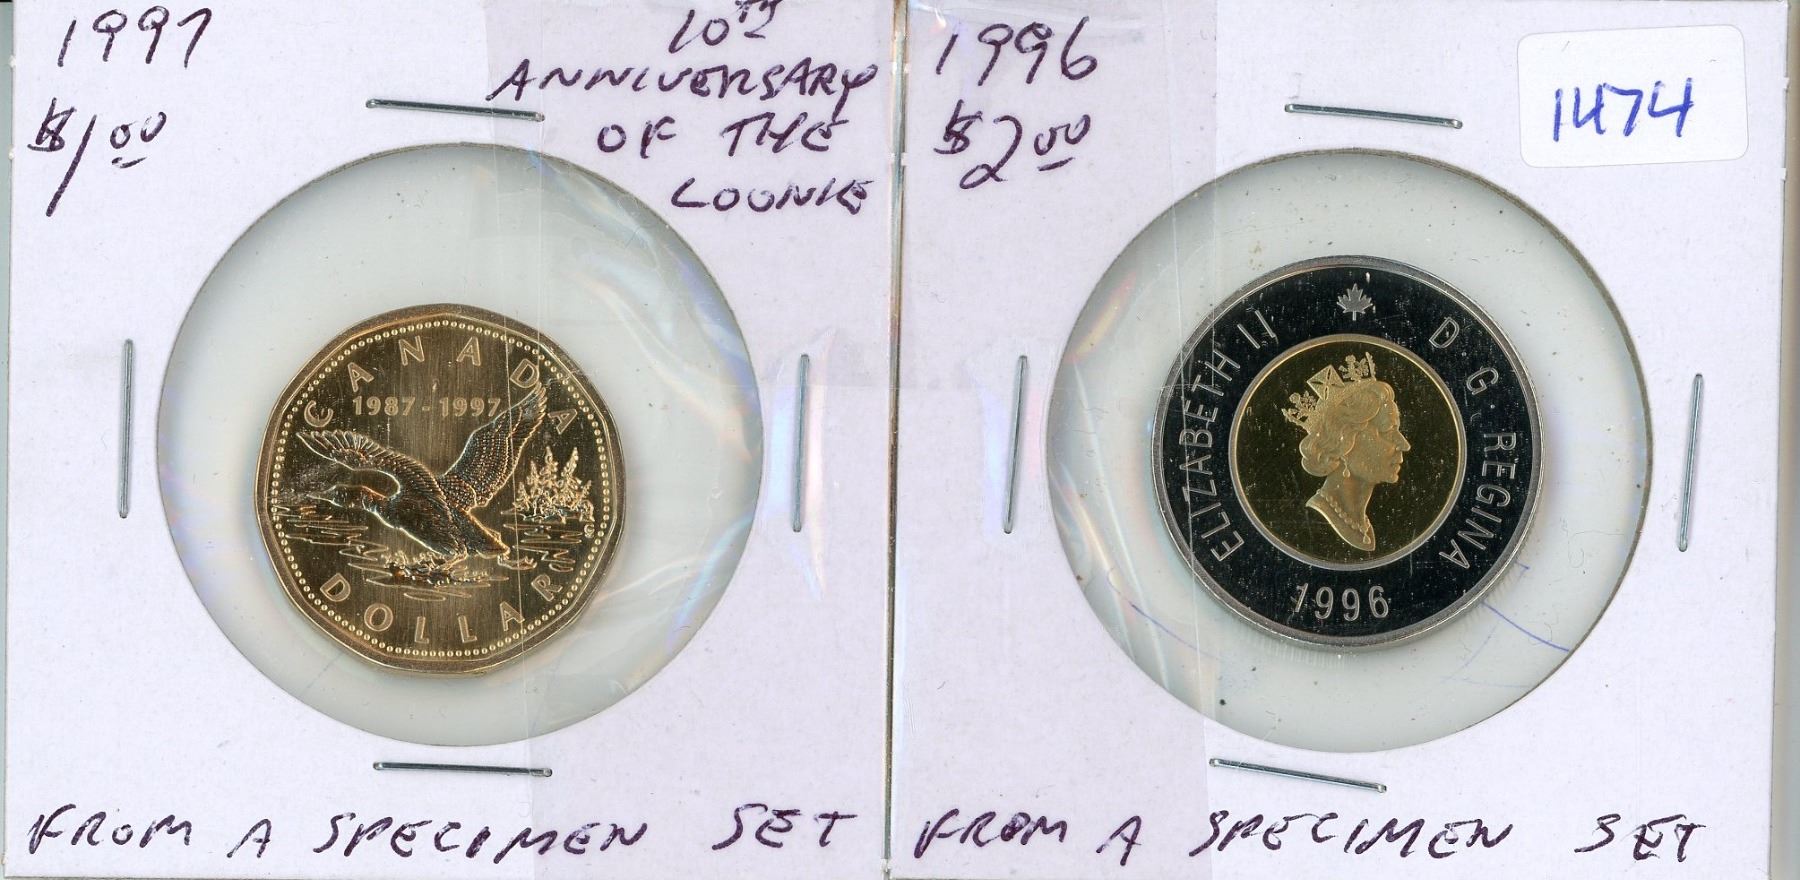 1997
$1.00
10th
ANNIVERSARY
OF THE
LOONIE
CANADA
1987-1997
DOLLAR
FROM A SPECIMEN SET
1996
$2.00
1474
ELIZABETH II D.G. REGINA
1996
FROM A SPECIMEN SET